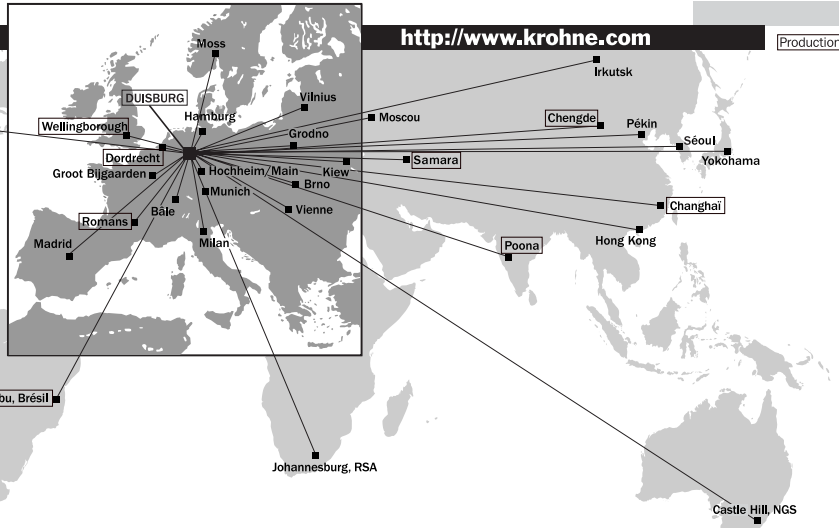 http://www.krohne.com
Production
Moss
Irkutsk
DUISBURG
Vilnius
Hamburg
Moscou
Chengde
Pékin
Wellingborough
Grodno
Séoul
Dordrecht
Samara
Yokohama
Groot Bijgaarden
Hochheim/Main
Kiew
Brno
Munich
Changhaï
Bâle
Vienne
Romans
Madrid
Milan
Poona
Hong Kong
bu, Brésil
Johannesburg, RSA
Castle Hill, NGS